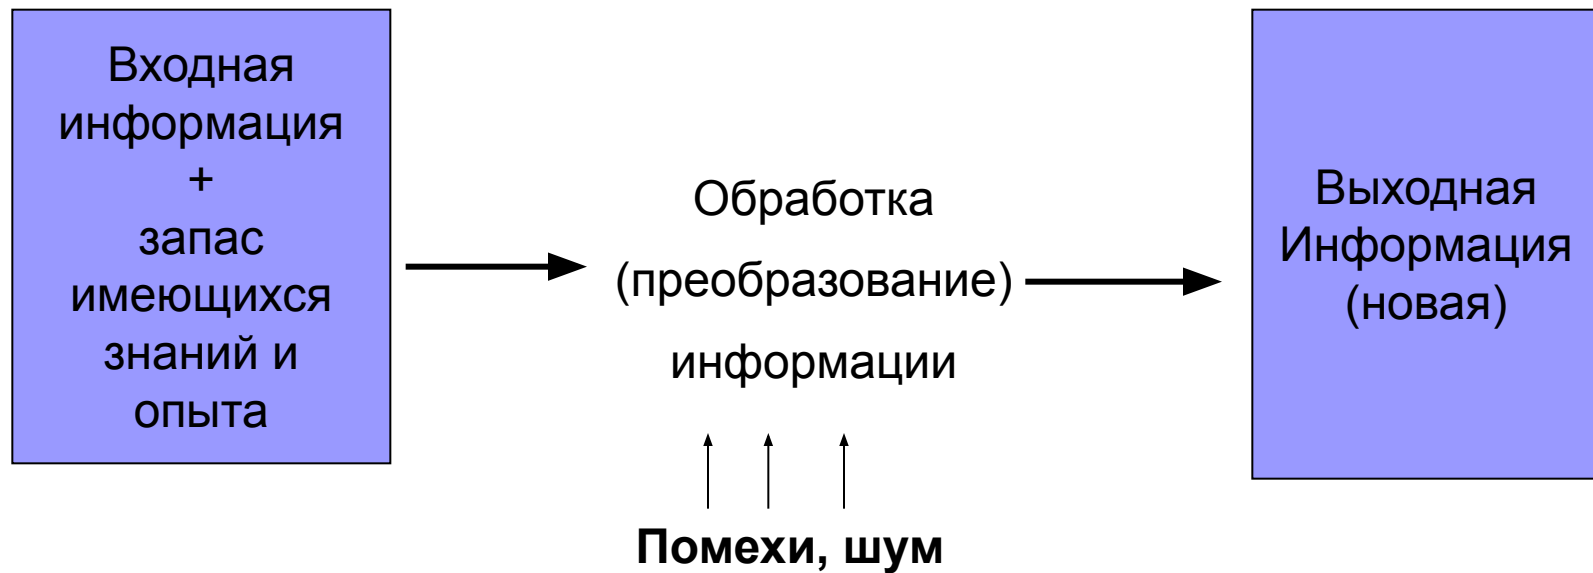 Входная
информация
+
запас
имеющихся
знаний и
опыта
Обработка
(преобразование)
информации
Помехи, шум
Выходная
Информация
(новая)